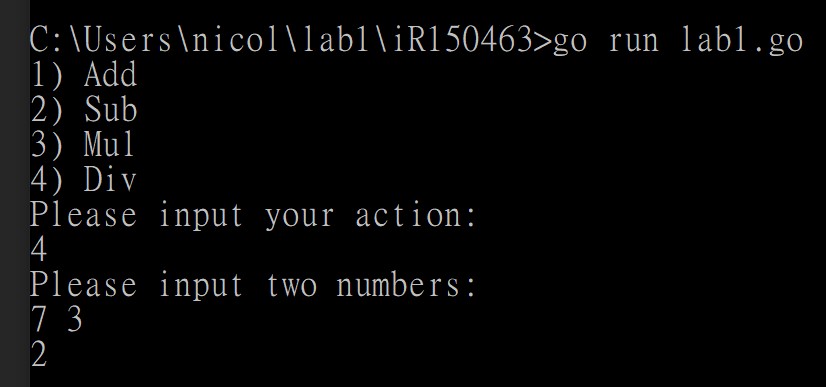 C:\Users\nicol\lab1\iR150463>go run lab1.go
1) Add
2) Sub
3) Mul
4) Div
Please input your action:
4
Please input two numbers:
7 3
2